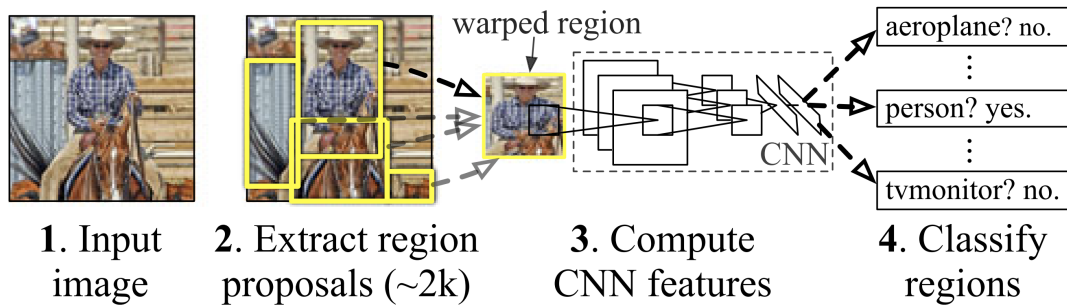 warped region
aeroplane? no.
⋮
person? yes.
CNN
⋮
tvmonitor? no.
1. Input
image
2. Extract region
proposals (~2k)
3. Compute
CNN features
4. Classify
regions